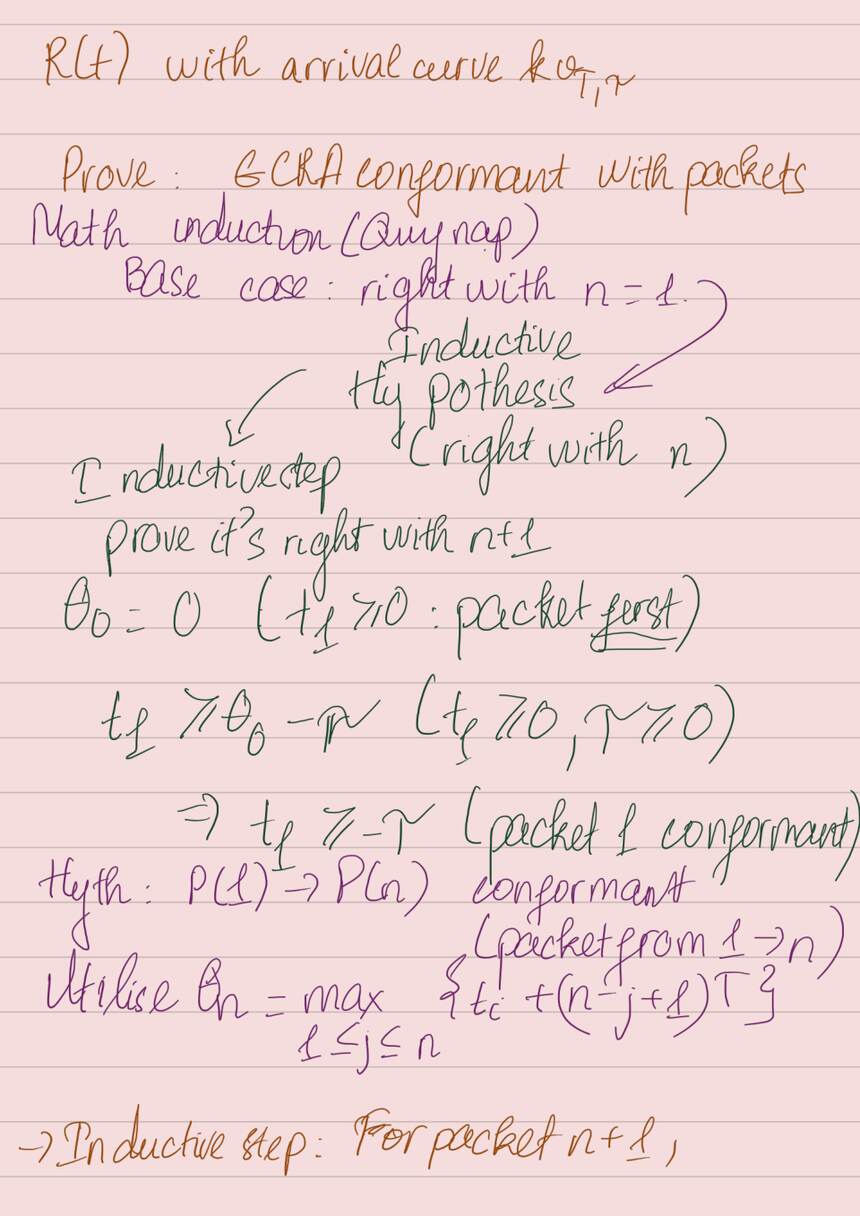 R(t) with arrival curve kv_{T,τ}
Prove: GCRA conformant with packets
Math induction (Quy nap)
Base case: right with n = 1.
Inductive
Hypothesis
(right with n)
Inductive step
prove it's right with n+1
θ₀ = 0 (t₁ ≥ 0 : packet first)
t₁ ≥ θ₀ - τ (t₁ ≥ 0, τ ≥ 0)
⇒ t₁ ≥ -τ (packet 1 conformant)
Hyth: P(1) → P(n) conformant
(packet from 1 → n)
Utilise θₙ = max {tᵢ + (n-j+1)T}
1 ≤ j ≤ n
→ Inductive step: For packet n+1,